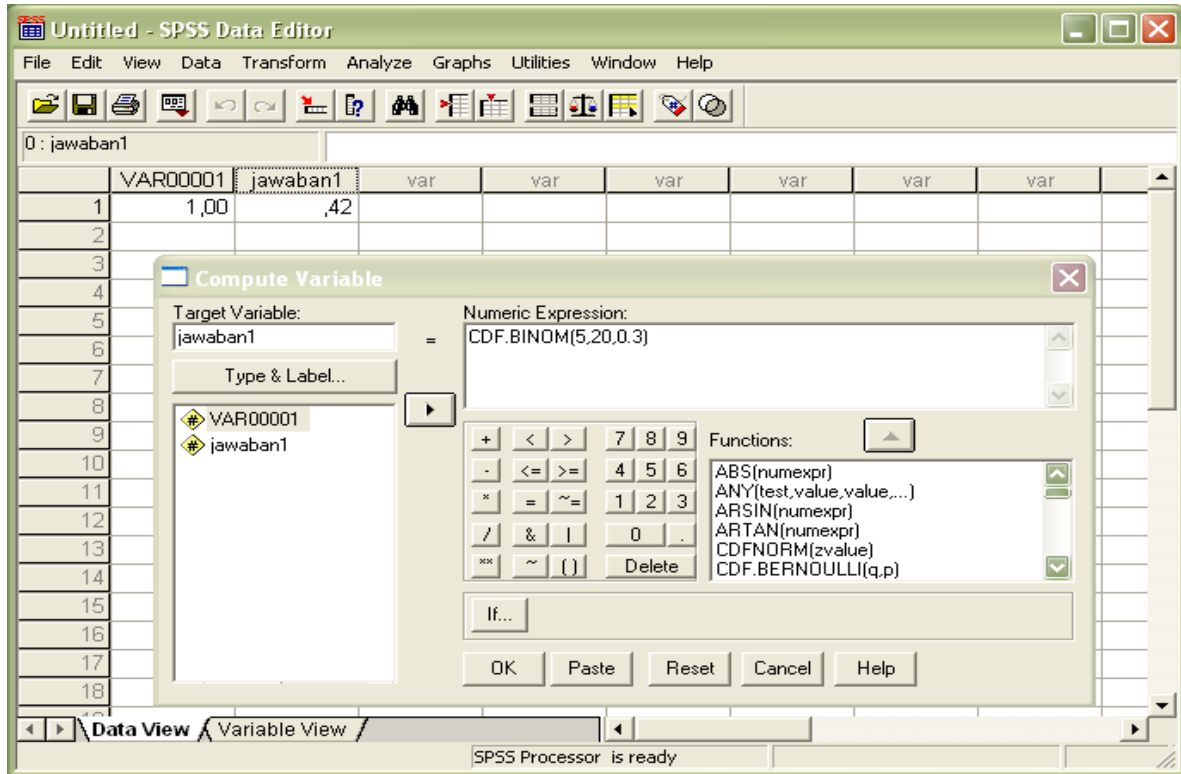 SPSS
Untitled - SPSS Data Editor
File Edit View Data Transform Analyze Graphs Utilities Window Help
0 : jawaban1
VAR00001 jawaban1 var var var var var var
1 1,00 ,42
2
3
4
5
6
7
8
9
10
11
12
13
14
15
16
17
18
Compute Variable
Target Variable:
jawaban1
=
Numeric Expression:
CDF.BINOM(5,20,0.3)
Type & Label...
VAR00001
jawaban1
+ < > 7 8 9
- <= >= 4 5 6
* = ~= 1 2 3
/ & | 0 .
** ~ () Delete
Functions:
ABS(numexpr)
ANY(test,value,value,...)
ARSIN(numexpr)
ARTAN(numexpr)
CDFNORM(zvalue)
CDF.BERNOULLI(q,p)
If...
OK Paste Reset Cancel Help
Data View Variable View
SPSS Processor is ready